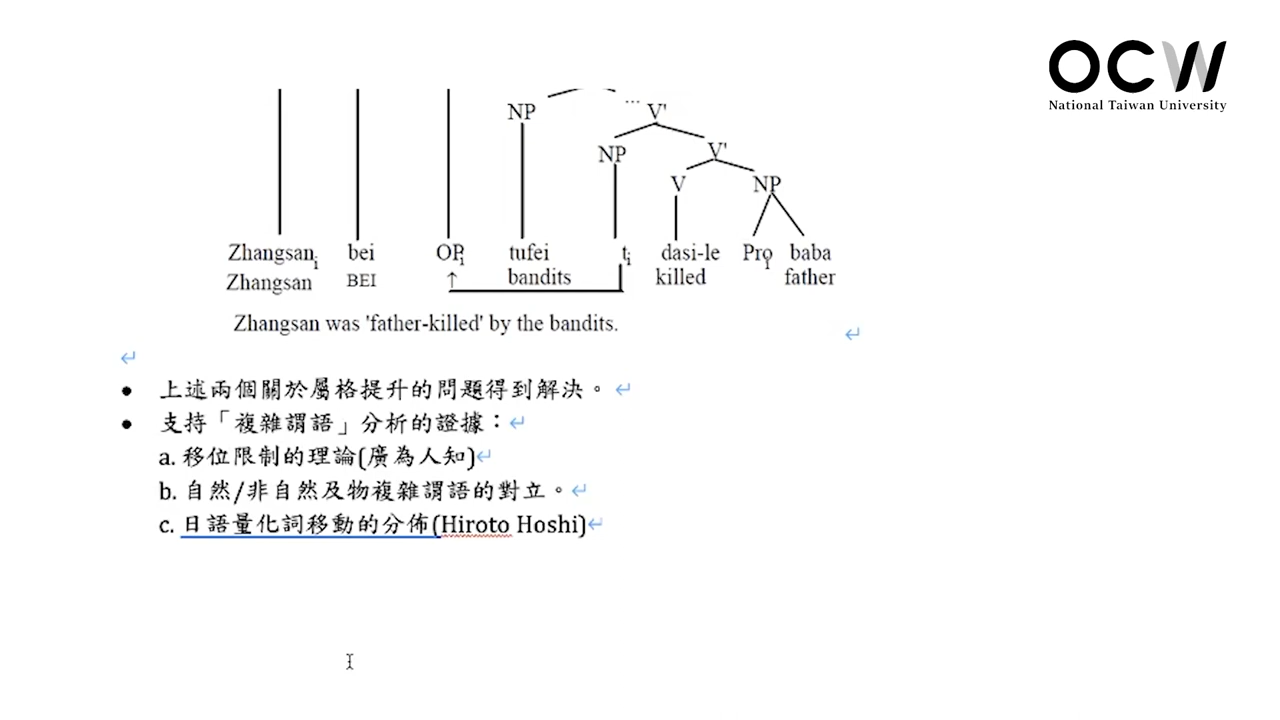 OCW
National Taiwan University
NP ... V'
NP V'
V NP
Zhangsani bei OPi tufei ti dasi-le Proi baba
Zhangsan BEI ↑ bandits killed father
Zhangsan was 'father-killed' by the bandits.
• 上述兩個關於屬格提升的問題得到解決。
• 支持「複雜謂語」分析的證據：
a. 移位限制的理論(廣為人知)
b. 自然/非自然及物複雜謂語的對立。
c. 日語量化詞移動的分佈(Hiroto Hoshi)